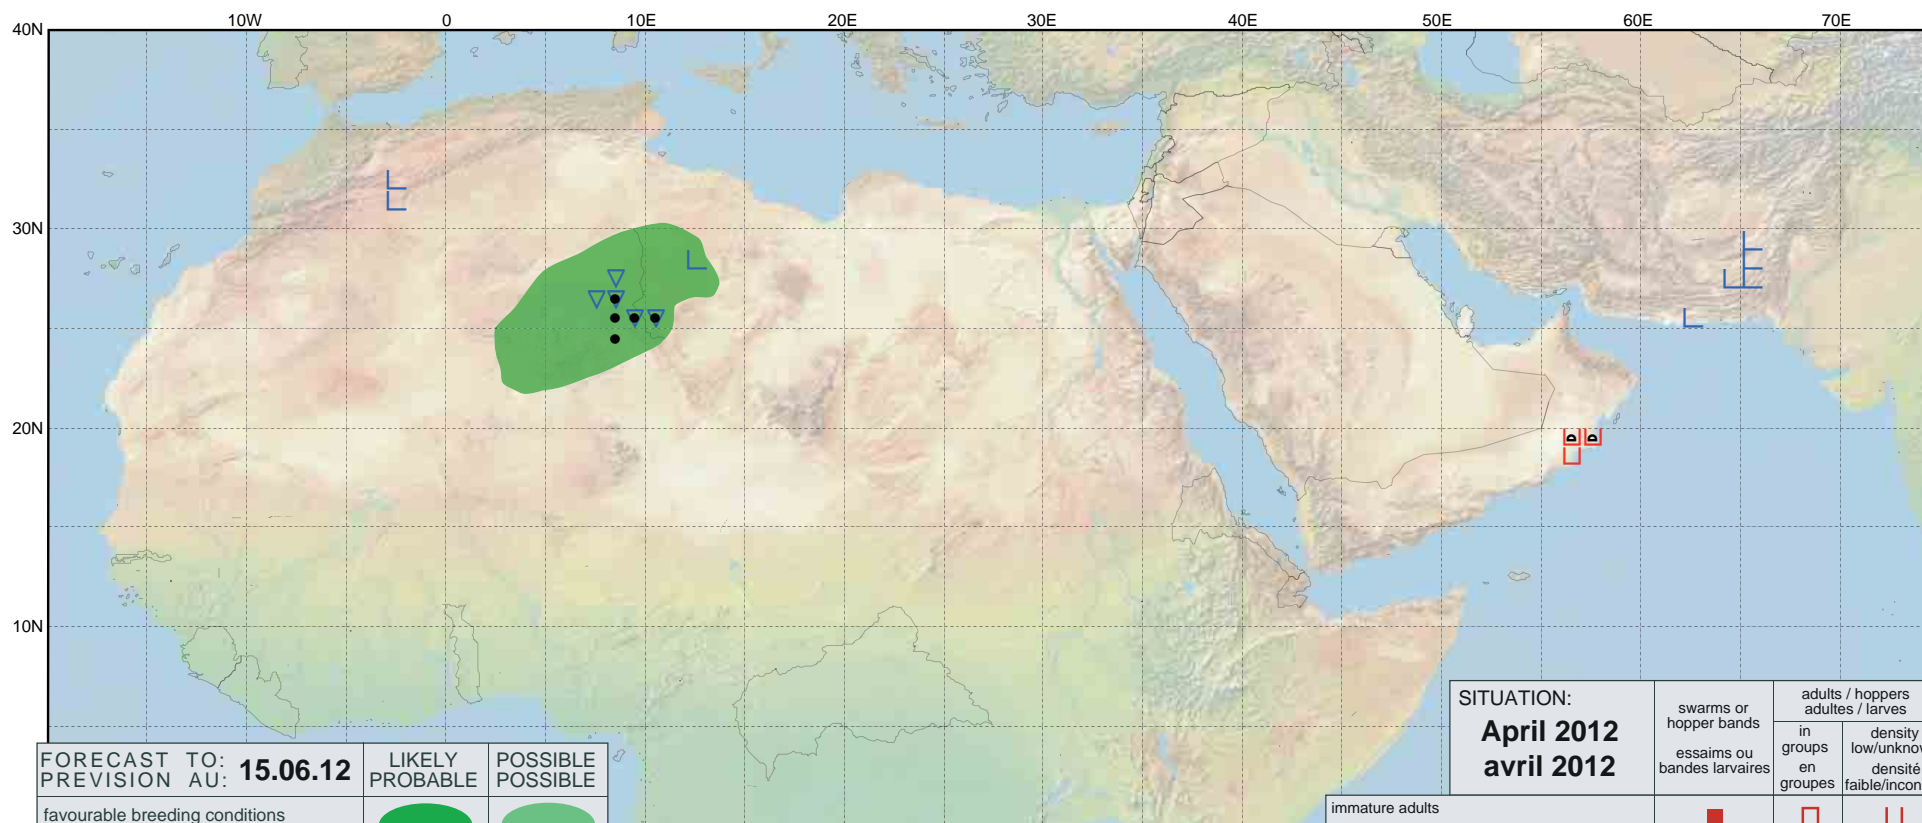 10W 0 10E 20E 30E 40E 50E 60E 70E
40N
30N
20N
10N
D D
FORECAST TO:
PREVISION AU: 15.06.12
LIKELY
PROBABLE
POSSIBLE
POSSIBLE
favourable breeding conditions
SITUATION:
April 2012
avril 2012
swarms or
hopper bands
essaims ou
bandes larvaires
adults / hoppers
adultes / larves
in
groups
en
groupes
density
low/unknow
densité
faible/incon
immature adults